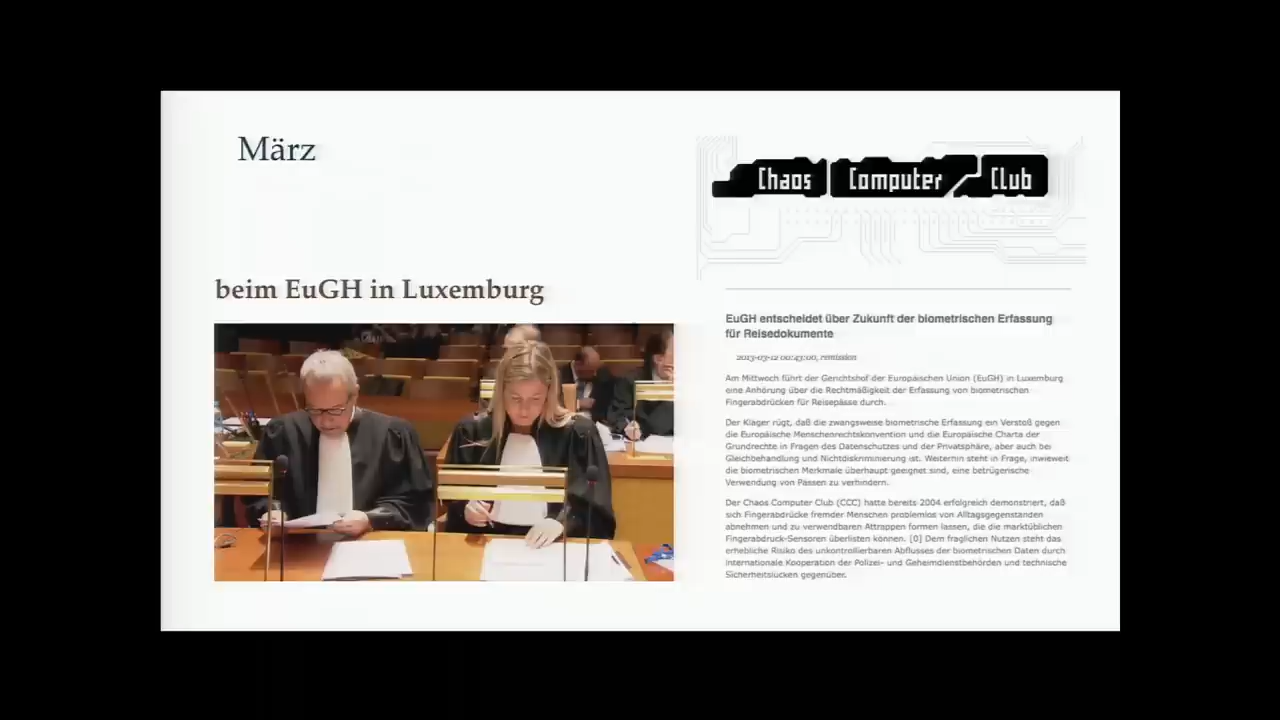 März
beim EuGH in Luxemburg
Chaos Computer Club
EuGH entscheidet über Zukunft der biometrischen Erfassung
für Reisedokumente
2013-03-12 00:43:00, remission
Am Mittwoch führt der Gerichtshof der Europäischen Union (EuGH) in Luxemburg
eine Anhörung über die Rechtmäßigkeit der Erfassung von biometrischen
Fingerabdrücken für Reisepässe durch.
Der Kläger rügt, daß die zwangsweise biometrische Erfassung ein Verstoß gegen
die Europäische Menschenrechtskonvention und die Europäische Charta der
Grundrechte in Fragen des Datenschutzes und der Privatsphäre, aber auch bei
Gleichbehandlung und Nichtdiskriminierung ist. Weiterhin steht in Frage, inwieweit
die biometrischen Merkmale überhaupt geeignet sind, eine betrügerische
Verwendung von Pässen zu verhindern.
Der Chaos Computer Club (CCC) hatte bereits 2004 erfolgreich demonstriert, daß
sich Fingerabdrücke fremder Menschen problemlos von Alltagsgegenständen
abnehmen und zu verwendbaren Attrappen formen lassen, die die marktüblichen
Fingerabdruck-Sensoren überlisten können. [0] Dem fraglichen Nutzen steht das
erhebliche Risiko des unkontrollierbaren Abflusses der biometrischen Daten durch
internationale Kooperation der Polizei- und Geheimdienstbehörden und technische
Sicherheitslücken gegenüber.